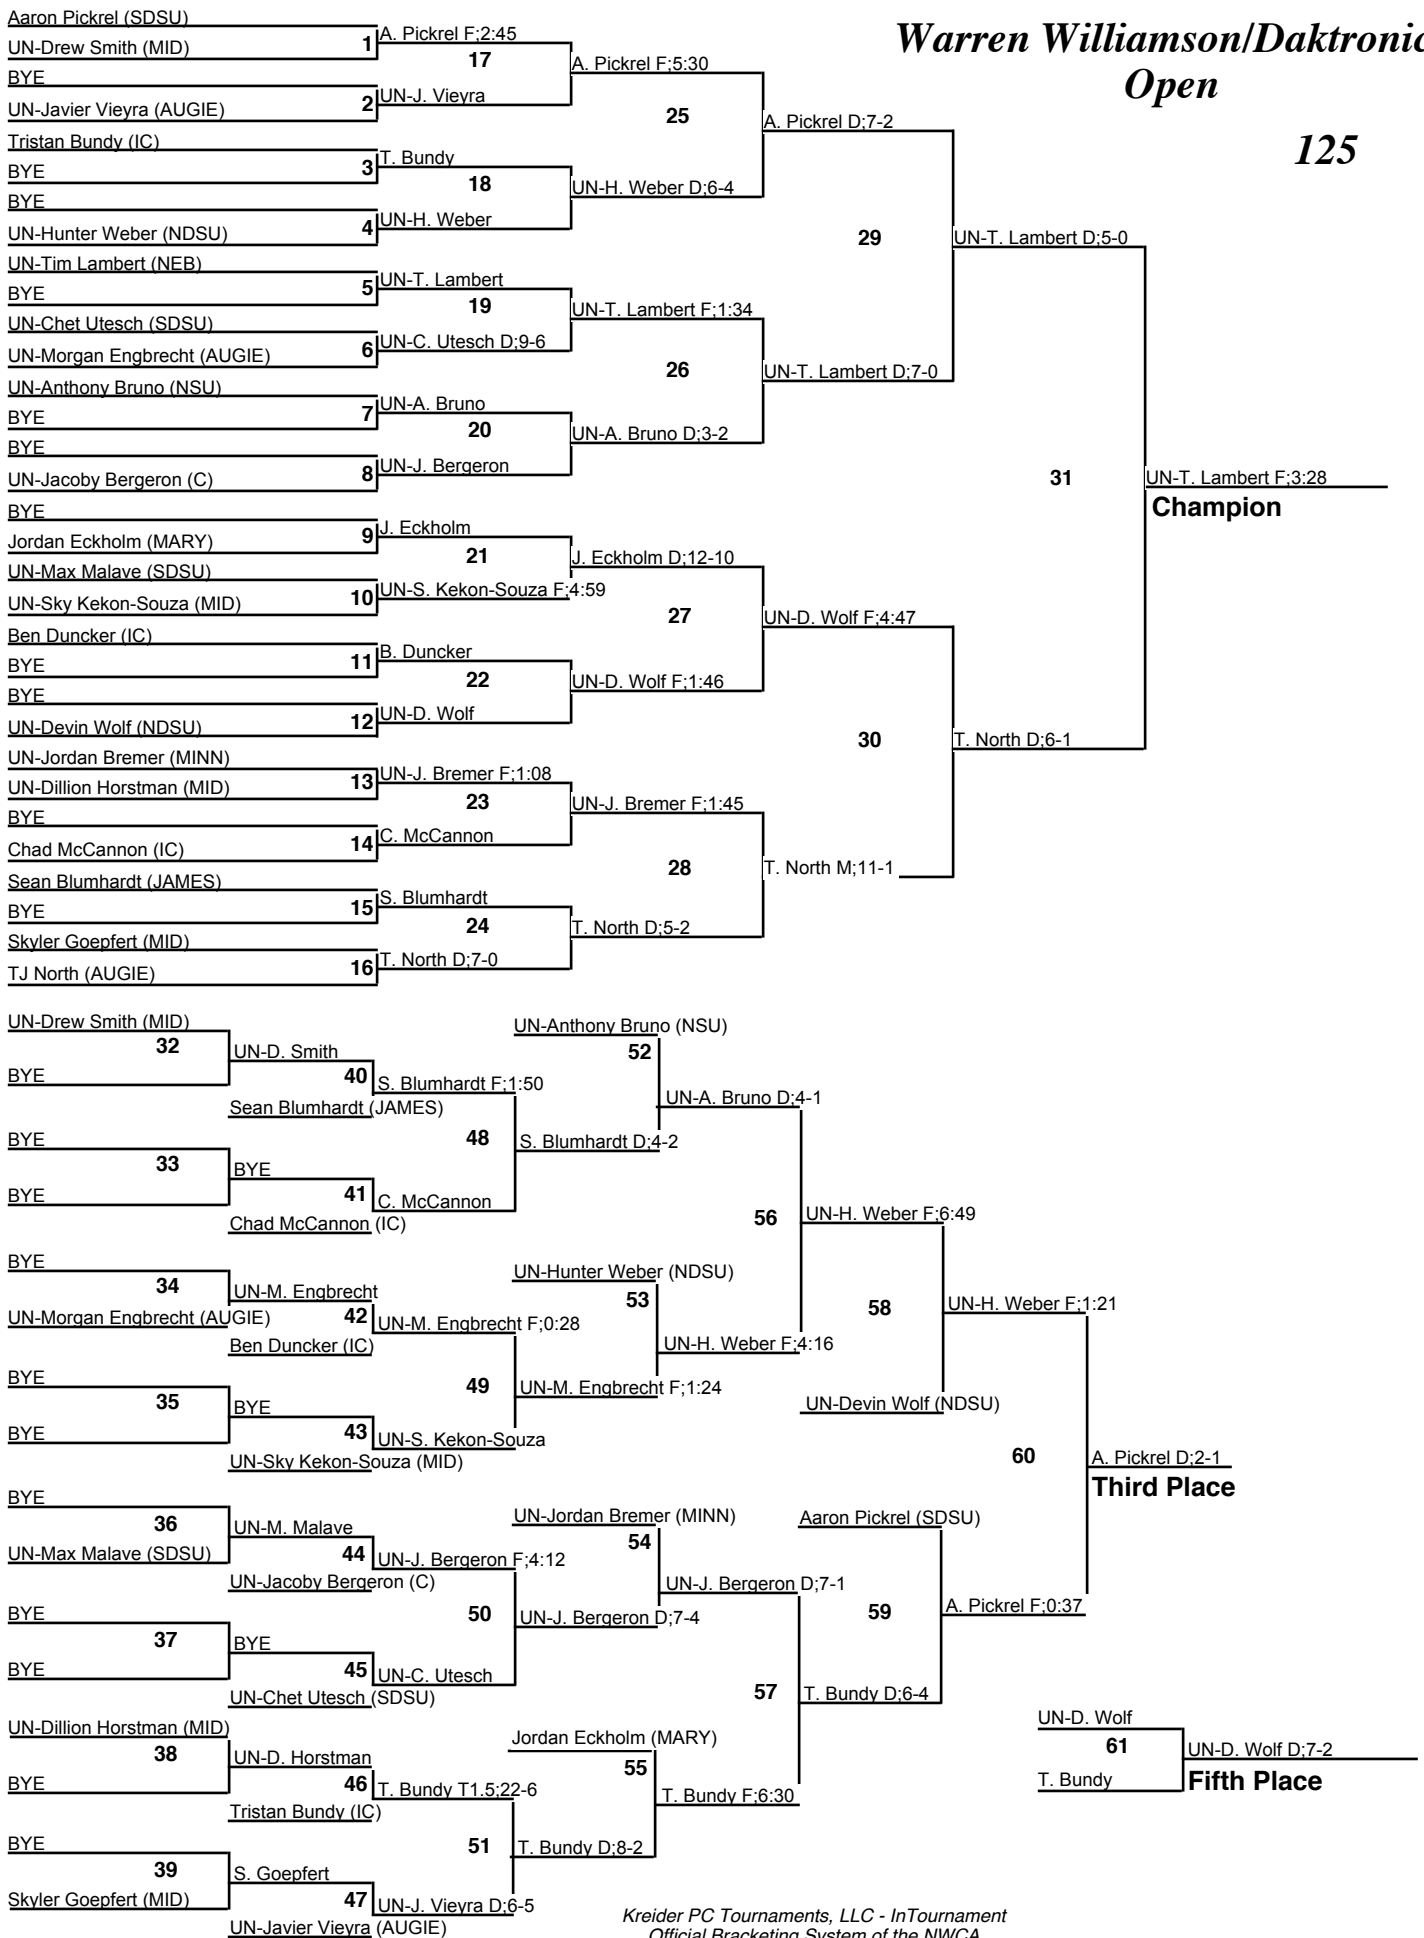 Warren Williamson/Daktronic
Open
125
Aaron Pickrel (SDSU)
UN-Drew Smith (MID)
BYE
UN-Javier Vieyra (AUGIE)
Tristan Bundy (IC)
BYE
BYE
UN-Hunter Weber (NDSU)
UN-Tim Lambert (NEB)
BYE
UN-Chet Utesch (SDSU)
UN-Morgan Engbrecht (AUGIE)
UN-Anthony Bruno (NSU)
BYE
BYE
UN-Jacoby Bergeron (C)
BYE
Jordan Eckholm (MARY)
UN-Max Malave (SDSU)
UN-Sky Kekon-Souza (MID)
Ben Duncker (IC)
BYE
BYE
UN-Devin Wolf (NDSU)
UN-Jordan Bremer (MINN)
UN-Dillion Horstman (MID)
BYE
Chad McCannon (IC)
Sean Blumhardt (JAMES)
BYE
Skyler Goepfert (MID)
TJ North (AUGIE)
1 A. Pickrel F;2:45
17
2 UN-J. Vieyra
3 T. Bundy
18
4 UN-H. Weber
5 UN-T. Lambert
19
6 UN-C. Utesch D;9-6
7 UN-A. Bruno
20
8 UN-J. Bergeron
9 J. Eckholm
21
10 UN-S. Kekon-Souza F;4:59
11 B. Duncker
22
12 UN-D. Wolf
13 UN-J. Bremer F;1:08
23
14 C. McCannon
15 S. Blumhardt
24
16 T. North D;7-0
A. Pickrel F;5:30
25
UN-H. Weber D;6-4
UN-T. Lambert F;1:34
26
UN-A. Bruno D;3-2
J. Eckholm D;12-10
27
UN-D. Wolf F;1:46
UN-J. Bremer F;1:45
28
T. North D;5-2
A. Pickrel D;7-2
29
UN-T. Lambert D;7-0
UN-D. Wolf F;4:47
30
T. North M;11-1
UN-T. Lambert D;5-0
31
T. North D;6-1
UN-T. Lambert F;3:28
Champion
UN-Drew Smith (MID)
32
BYE
BYE
33
BYE
BYE
34
UN-Morgan Engbrecht (AUGIE)
BYE
35
BYE
BYE
36
UN-Max Malave (SDSU)
BYE
37
BYE
UN-Dillion Horstman (MID)
38
BYE
BYE
39
Skyler Goepfert (MID)
UN-D. Smith
40
Sean Blumhardt (JAMES)
BYE
41
Chad McCannon (IC)
UN-M. Engbrecht
42
Ben Duncker (IC)
BYE
43
UN-Sky Kekon-Souza (MID)
UN-M. Malave
44
UN-Jacoby Bergeron (C)
BYE
45
UN-Chet Utesch (SDSU)
UN-D. Horstman
46
Tristan Bundy (IC)
S. Goepfert
47
UN-Javier Vieyra (AUGIE)
S. Blumhardt F;1:50
48
C. McCannon
UN-M. Engbrecht F;0:28
49
UN-S. Kekon-Souza
UN-J. Bergeron F;4:12
50
UN-C. Utesch
T. Bundy T1.5;22-6
51
UN-J. Vieyra D;6-5
UN-Anthony Bruno (NSU)
52
S. Blumhardt D;4-2
UN-Hunter Weber (NDSU)
53
UN-M. Engbrecht F;1:24
UN-Jordan Bremer (MINN)
54
UN-J. Bergeron D;7-4
Jordan Eckholm (MARY)
55
T. Bundy D;8-2
UN-A. Bruno D;4-1
56
UN-H. Weber F;4:16
UN-J. Bergeron D;7-1
57
T. Bundy F;6:30
UN-H. Weber F;6:49
58
UN-Devin Wolf (NDSU)
Aaron Pickrel (SDSU)
59
T. Bundy D;6-4
UN-H. Weber F;1:21
60
A. Pickrel F;0:37
A. Pickrel D;2-1
Third Place
UN-D. Wolf
61
T. Bundy
UN-D. Wolf D;7-2
Fifth Place
Kreider PC Tournaments, LLC - InTournament
Official Bracketing System of the NWCA